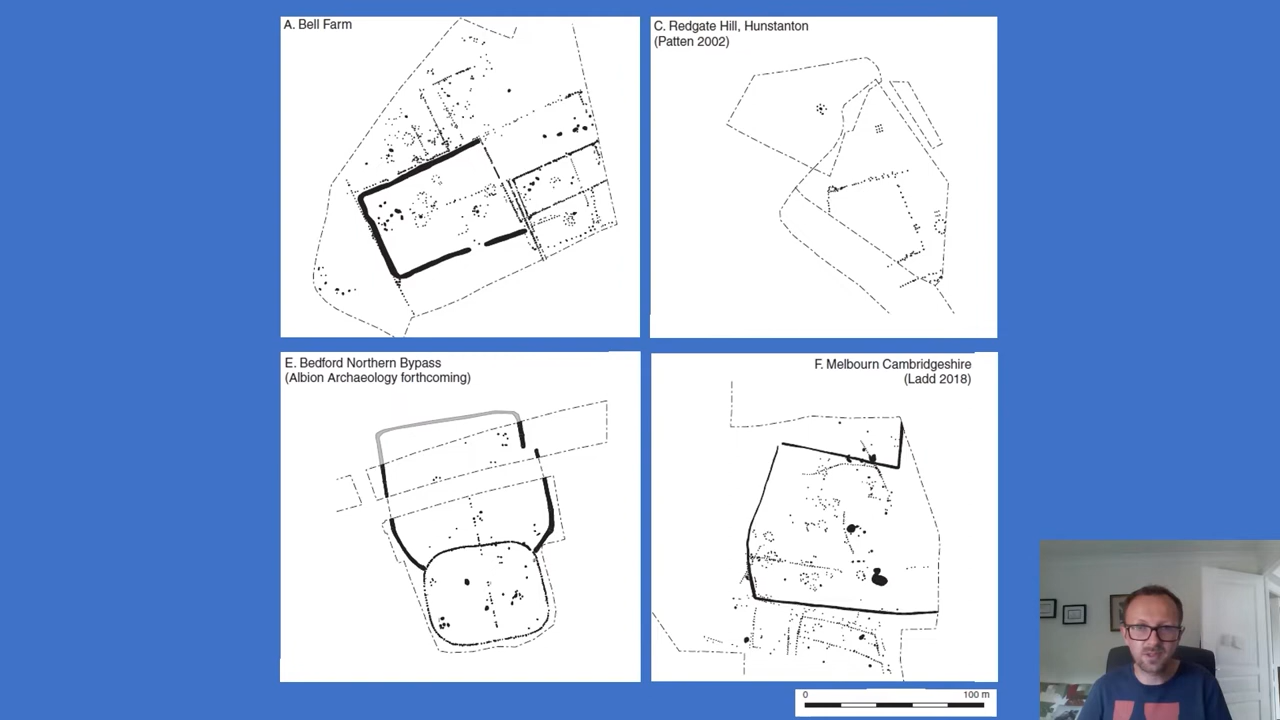 A. Bell Farm
C. Redgate Hill, Hunstanton
(Patten 2002)
E. Bedford Northern Bypass
(Albion Archaeology forthcoming)
F. Melbourn Cambridgeshire
(Ladd 2018)
0 100 m